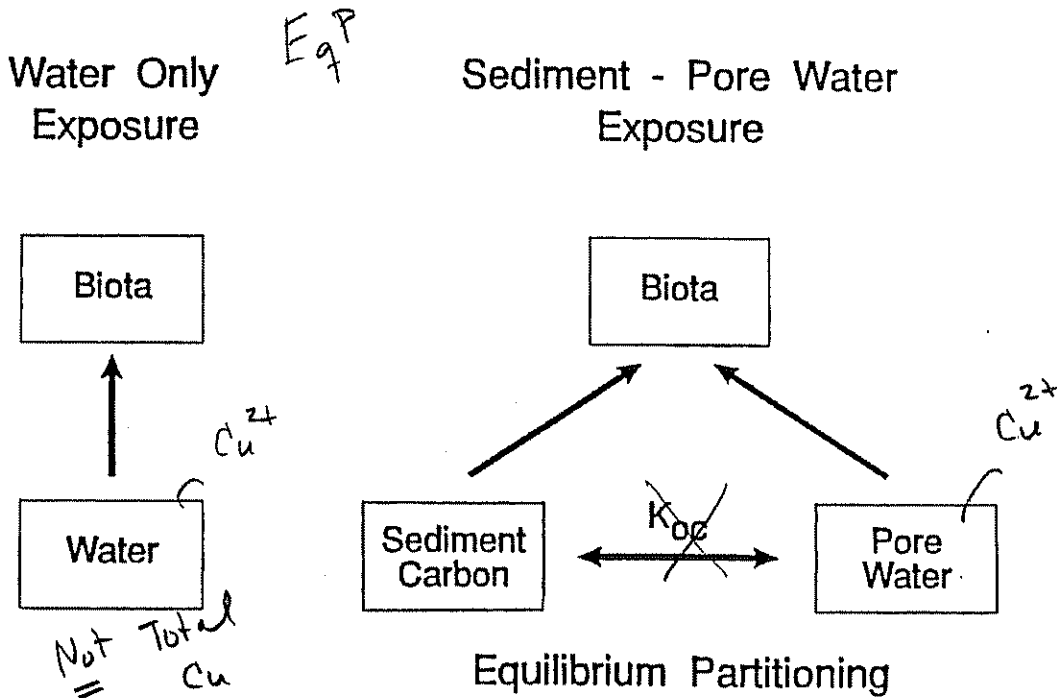 EqP
Water Only
Exposure
Sediment - Pore Water
Exposure
Biota
Biota
Cu2+
Cu2+
Water
Sediment
Carbon
Koc
Pore
Water
Not Total
Cu
Equilibrium Partitioning